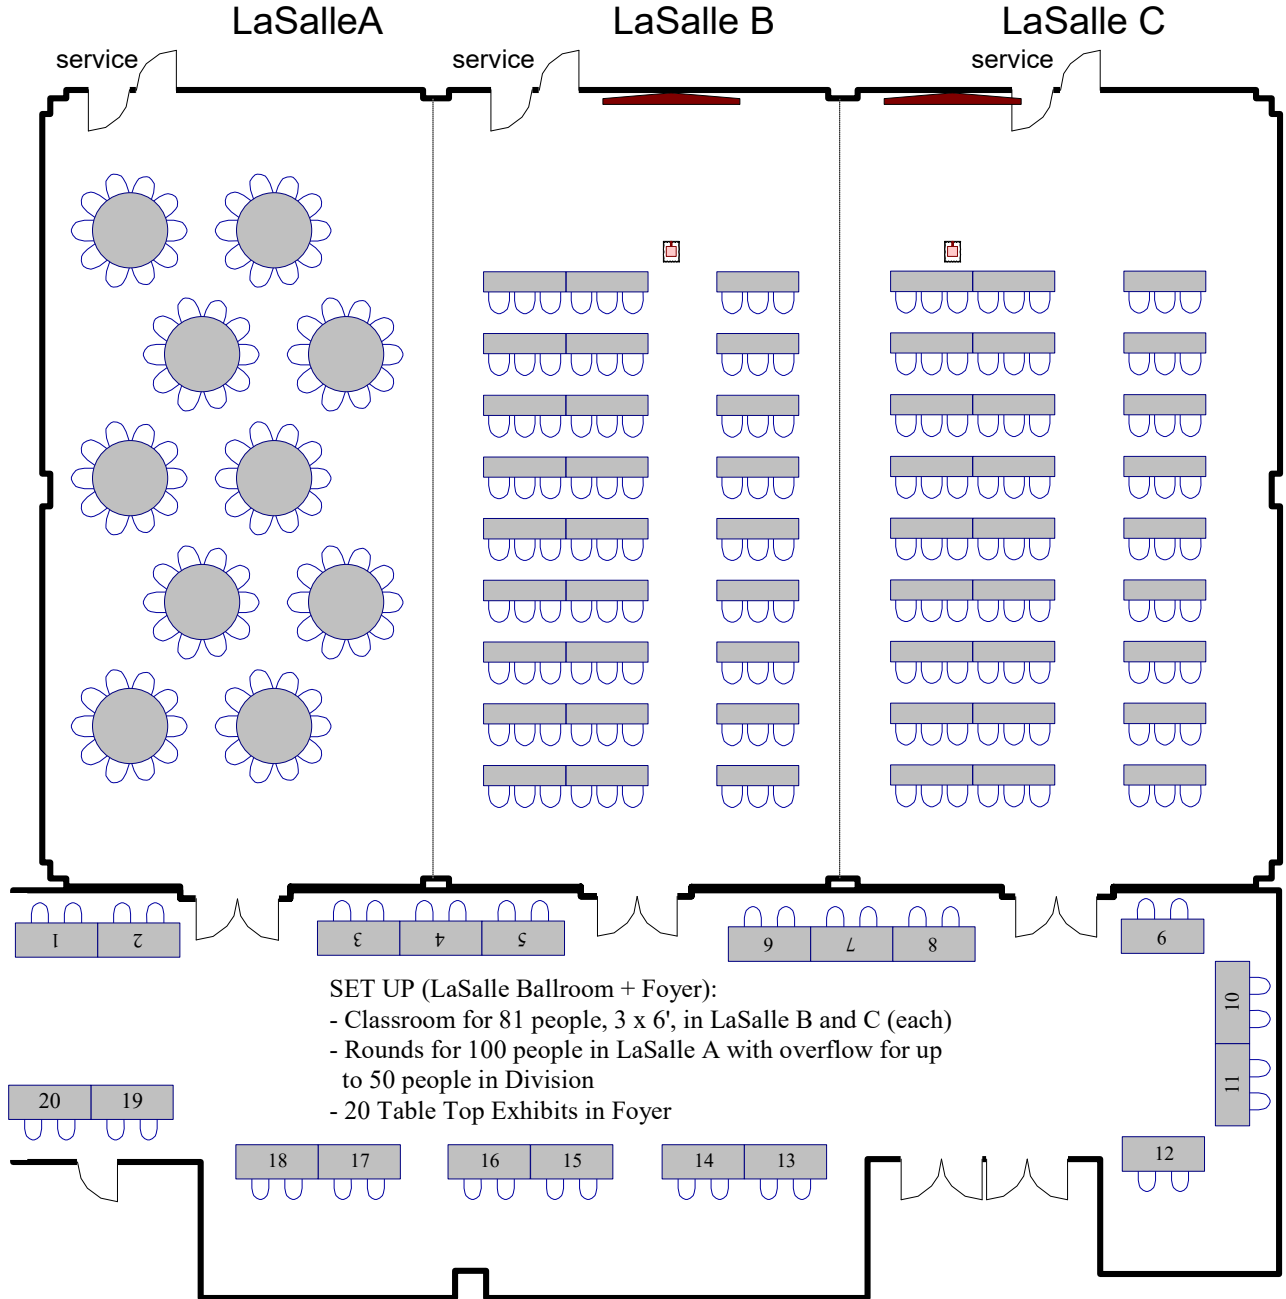 LaSalleA
LaSalle B
LaSalle C
service
service
service
1
2
3
4
5
6
7
8
9
10
11
SET UP (LaSalle Ballroom + Foyer):
- Classroom for 81 people, 3 x 6', in LaSalle B and C (each)
- Rounds for 100 people in LaSalle A with overflow for up
to 50 people in Division
- 20 Table Top Exhibits in Foyer
20
19
18
17
16
15
14
13
12